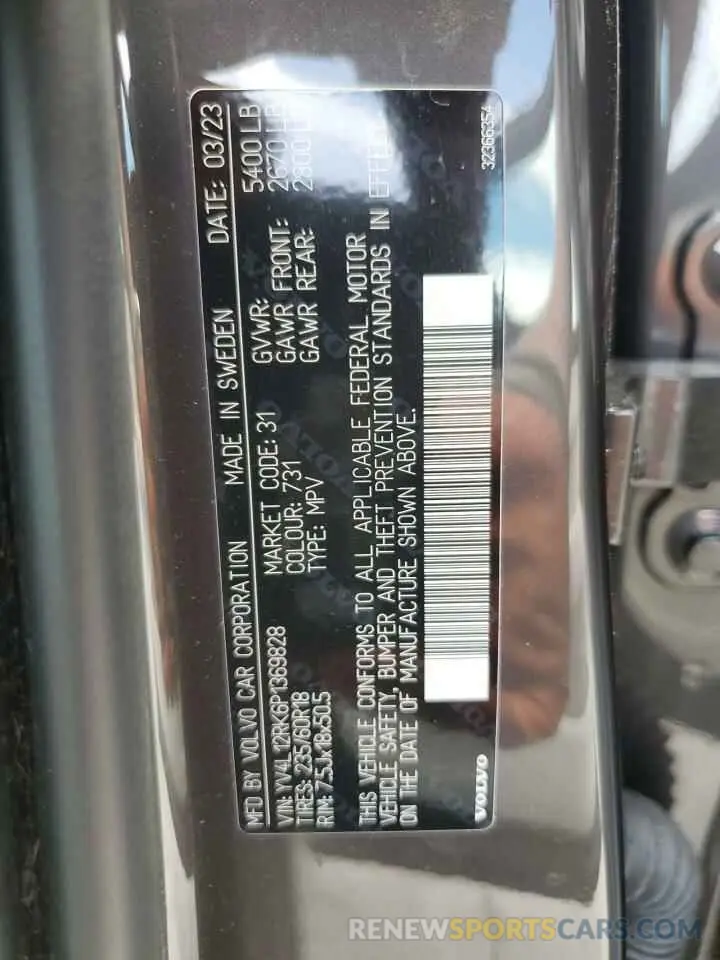 MFD BY VOLVO CAR CORPORATION MADE IN SWEDEN DATE: 03/23
VIN: YV4L12RK6P1369828 MARKET CODE: 31 GVWR: 5400 LB
TIRES: 235/60R18 COLOUR: 731 GAWR FRONT: 2670 LB
RIM: 7.5Jx18x50.5 TYPE: MPV GAWR REAR: 2800 L
THIS VEHICLE CONFORMS TO ALL APPLICABLE FEDERAL MOTOR
VEHICLE SAFETY, BUMPER AND THEFT PREVENTION STANDARDS IN EFFECT
ON THE DATE OF MANUFACTURE SHOWN ABOVE.
VOLVO 32366354
RENEWSPORTSCARS.COM